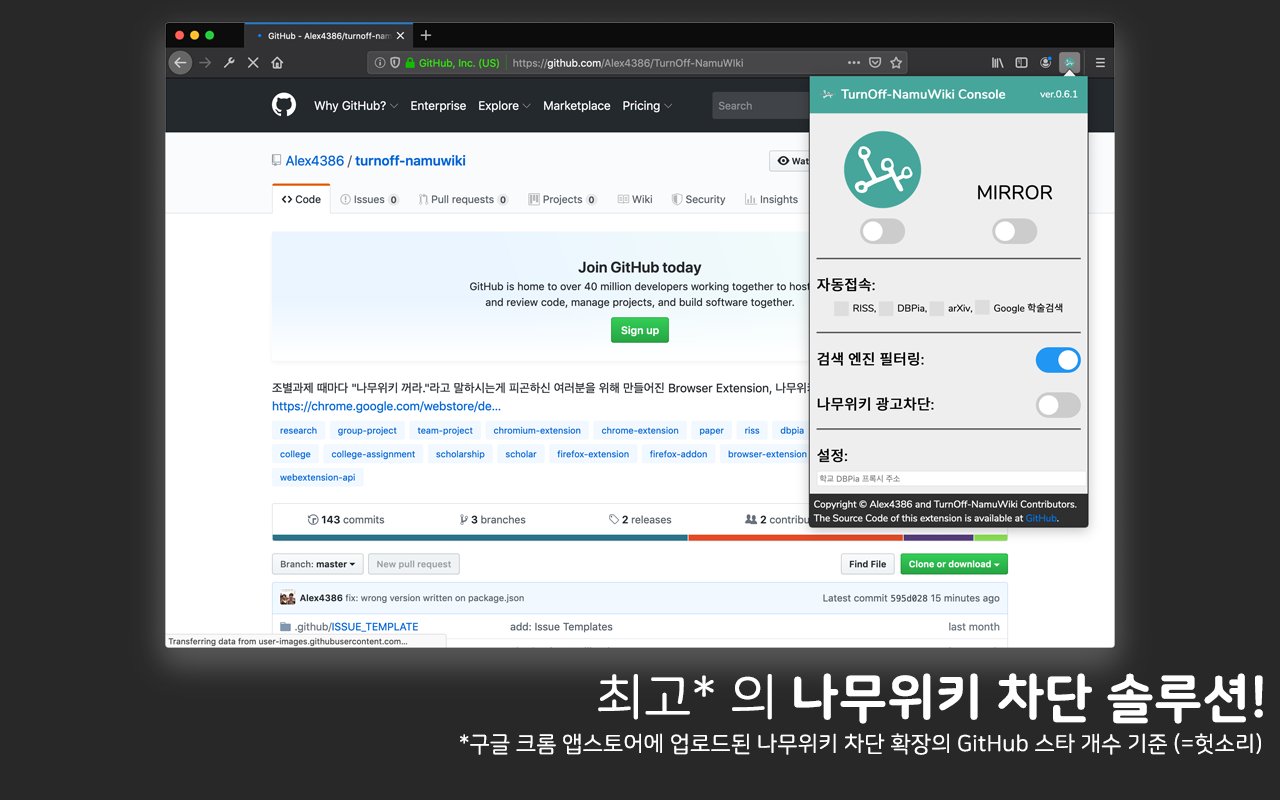 GitHub - Alex4386/turnoff-nam
GitHub, Inc. (US)
https://github.com/Alex4386/TurnOff-NamuWIki
Why GitHub?
Enterprise
Explore
Marketplace
Pricing
Search
Alex4386 / turnoff-namuwiki
Wat
Code
Issues 0
Pull requests 0
Projects 0
Wiki
Security
Insights
Join GitHub today
GitHub is home to over 40 million developers working together to host
and review code, manage projects, and build software together.
Sign up
조별과제 때마다 "나무위키 꺼라."라고 말하시는게 피곤하신 여러분을 위해 만들어진 Browser Extension, 나무위키
https://chrome.google.com/webstore/de...
research group-project team-project chromium-extension chrome-extension paper riss dbpia
college college-assignment scholarship scholar firefox-extension firefox-addon browser-extension
webextension-api
143 commits
3 branches
2 releases
2 contribu
Branch: master
New pull request
Find File
Clone or download
Alex4386 fix: wrong version written on package.json
Latest commit 595d028 15 minutes ago
.github/ISSUE_TEMPLATE
add: Issue Templates
last month
Transferring data from user-images.githubusercontent.com...
TurnOff-NamuWiki Console
ver.0.6.1
MIRROR
자동접속:
RISS, DBPia, arXiv, Google 학술검색
검색 엔진 필터링:
나무위키 광고차단:
설정:
학교 DBPia 프록시 주소
Copyright © Alex4386 and TurnOff-NamuWiki Contributors.
The Source Code of this extension is available at GitHub.
최고* 의 나무위키 차단 솔루션!
*구글 크롬 앱스토어에 업로드된 나무위키 차단 확장의 GitHub 스타 개수 기준 (=헛소리)